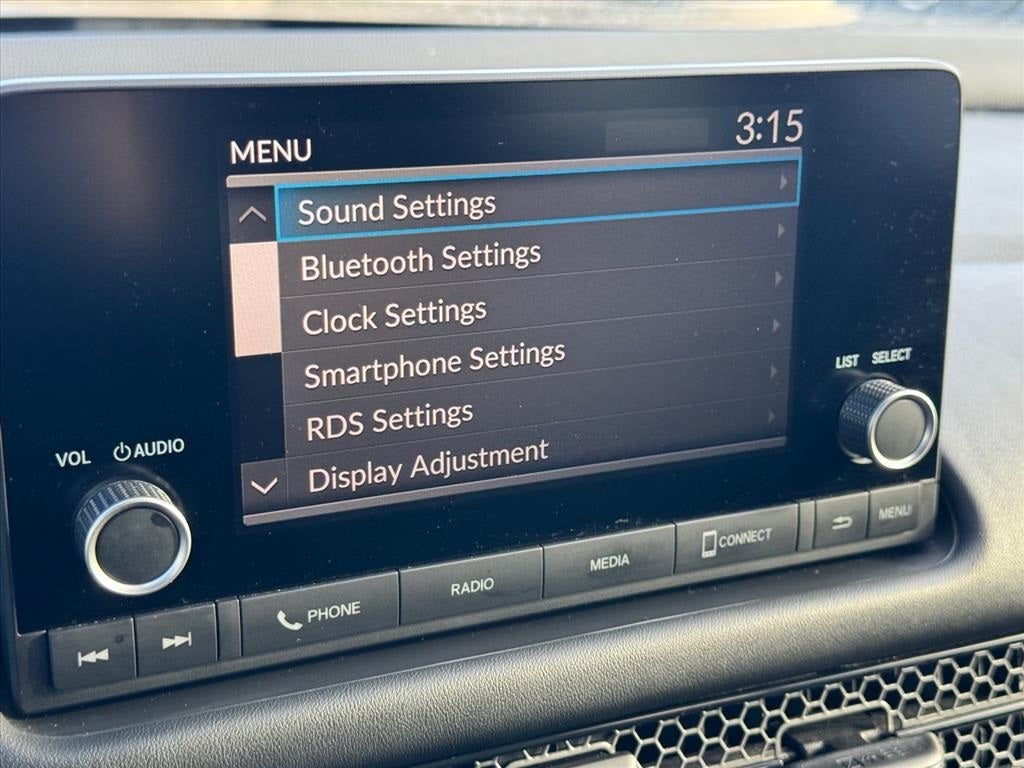 MENU
3:15
Sound Settings
Bluetooth Settings
Clock Settings
Smartphone Settings
RDS Settings
Display Adjustment
LIST SELECT
VOL AUDIO
PHONE
RADIO
MEDIA
CONNECT
MENU